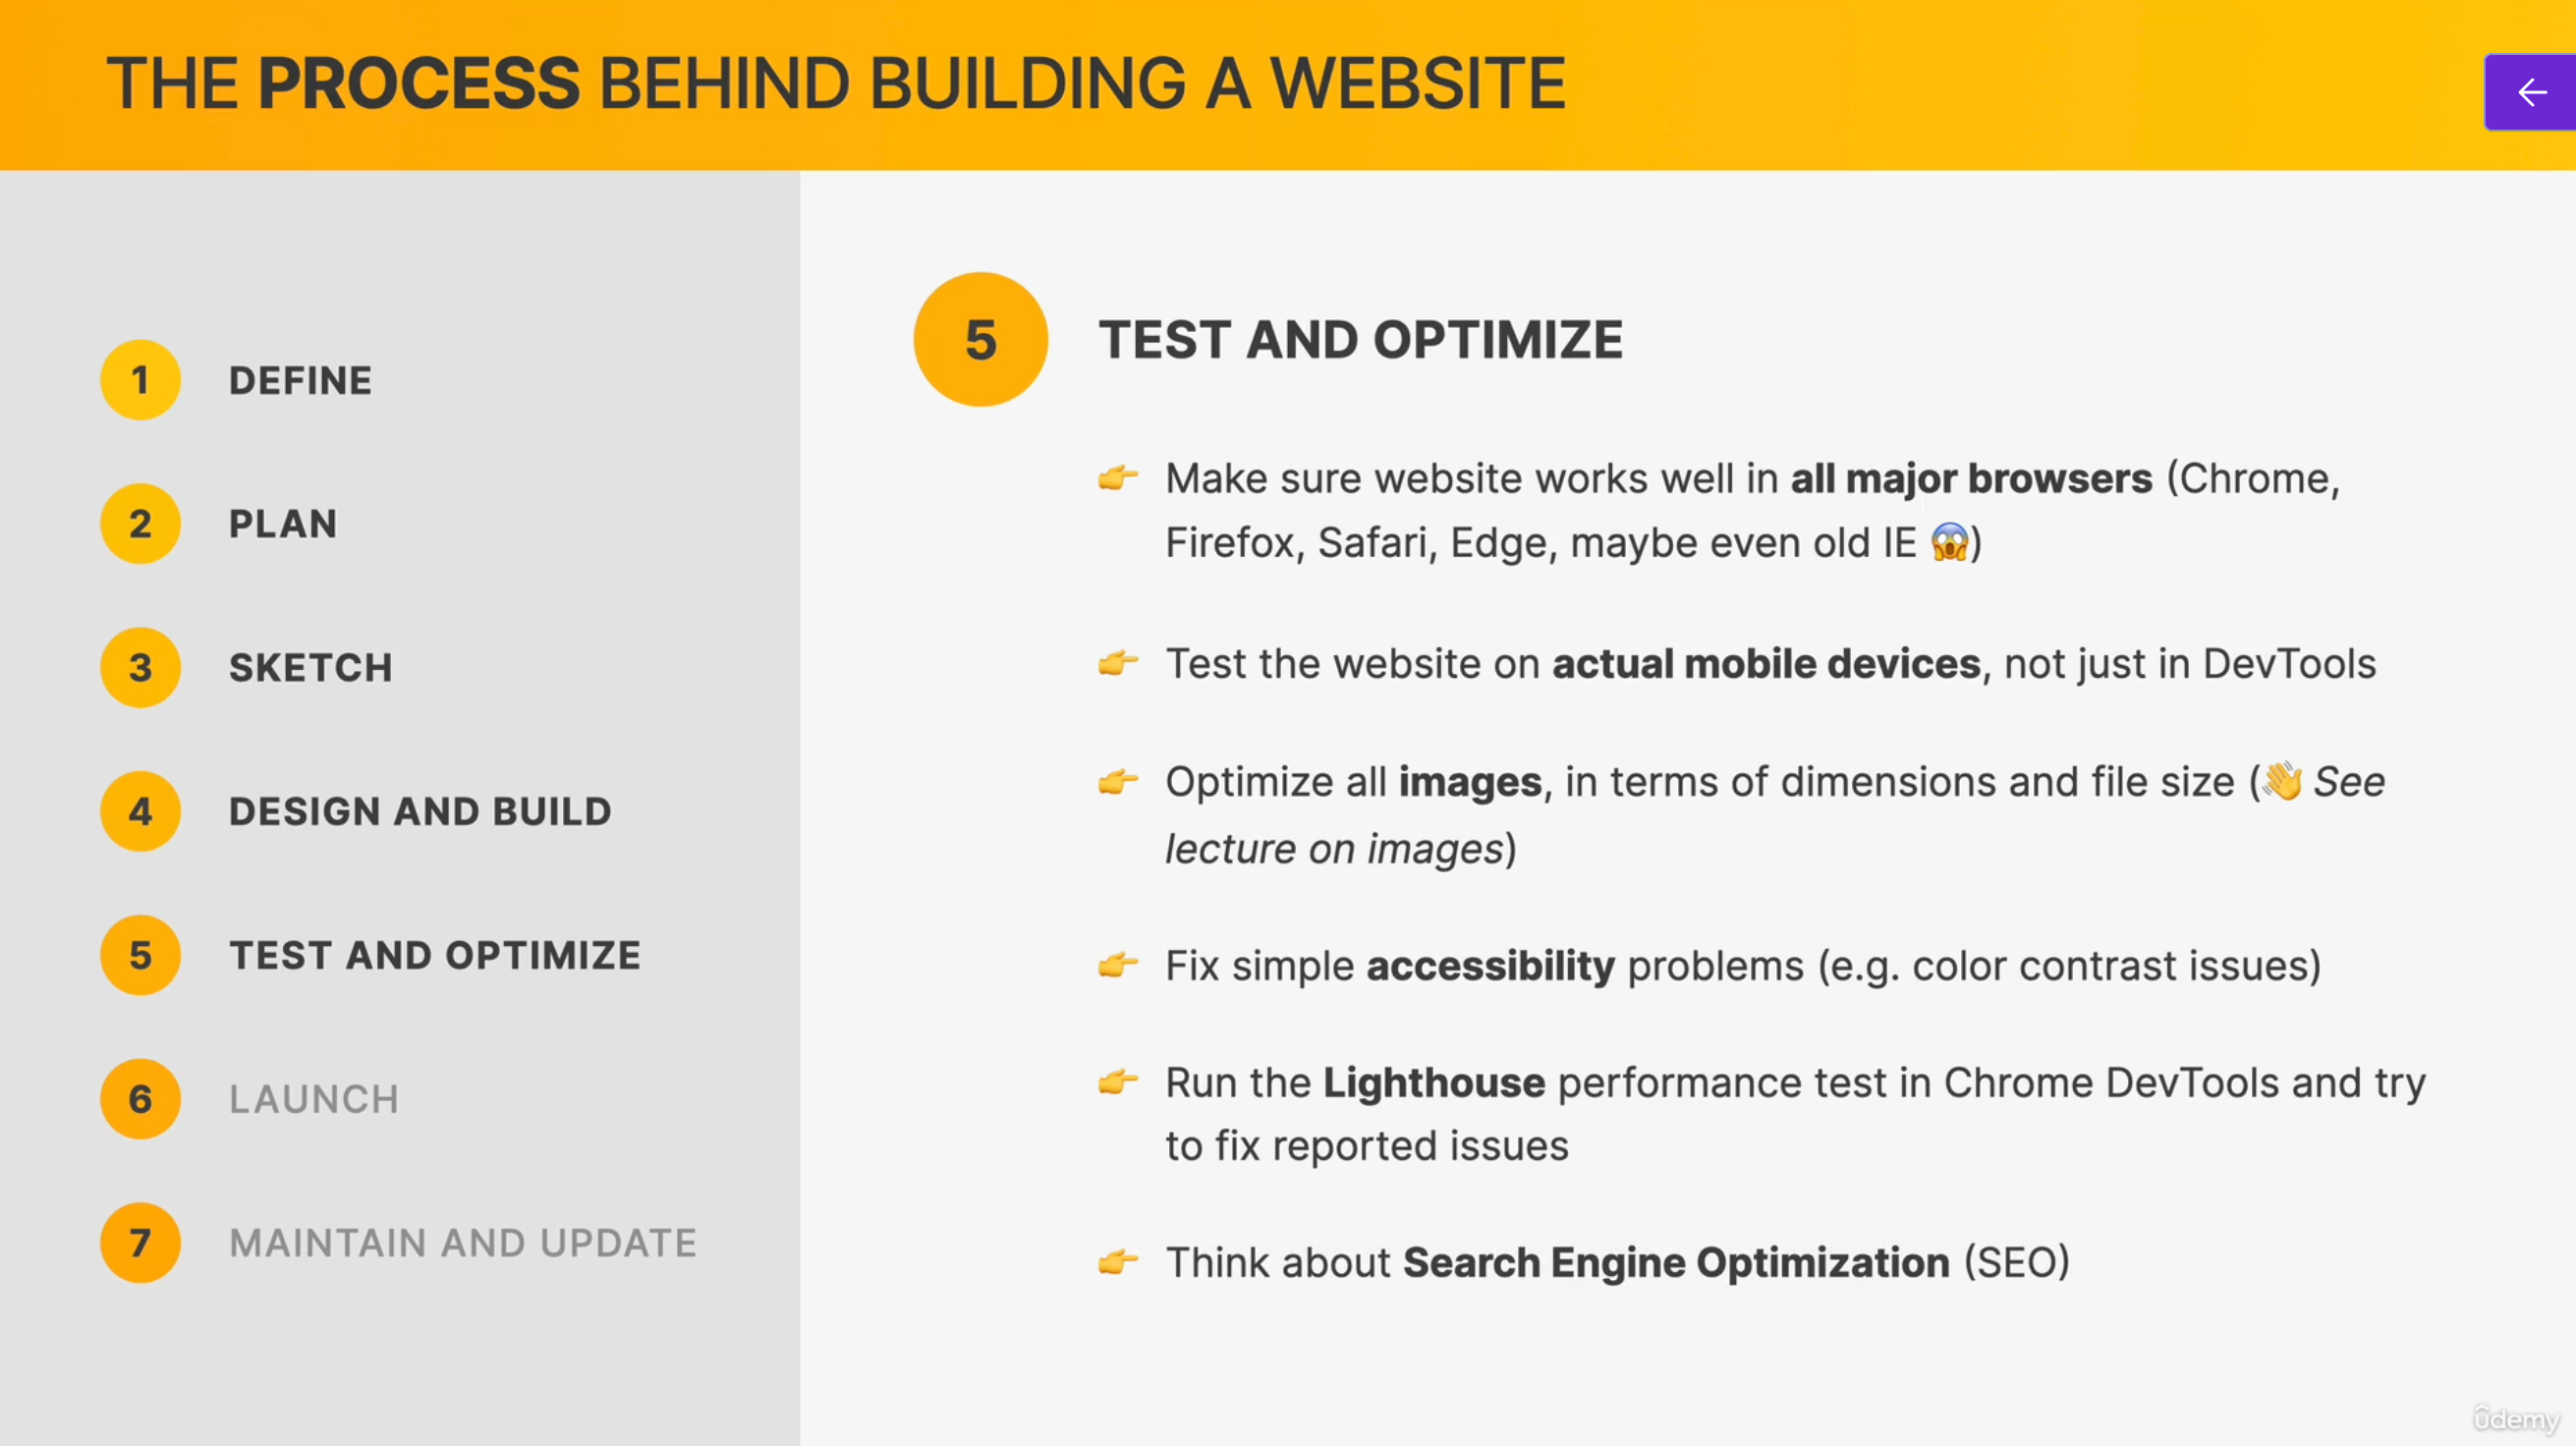 THE PROCESS BEHIND BUILDING A WEBSITE
1 DEFINE
2 PLAN
3 SKETCH
4 DESIGN AND BUILD
5 TEST AND OPTIMIZE
6 LAUNCH
7 MAINTAIN AND UPDATE
5 TEST AND OPTIMIZE
👉 Make sure website works well in all major browsers (Chrome,
Firefox, Safari, Edge, maybe even old IE 😱)
👉 Test the website on actual mobile devices, not just in DevTools
👉 Optimize all images, in terms of dimensions and file size (👋 See
lecture on images)
👉 Fix simple accessibility problems (e.g. color contrast issues)
👉 Run the Lighthouse performance test in Chrome DevTools and try
to fix reported issues
👉 Think about Search Engine Optimization (SEO)
ûdemy